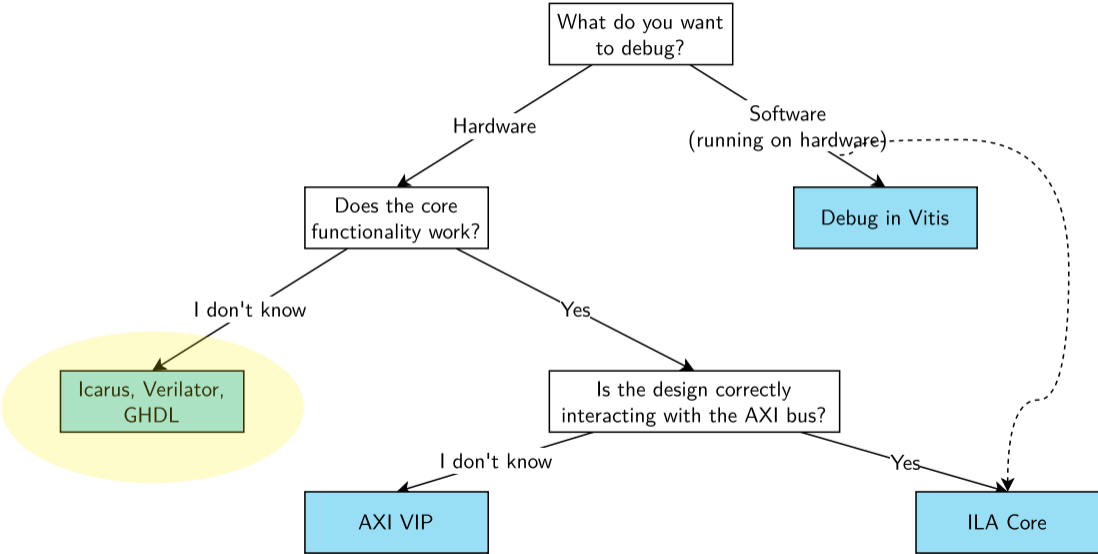 What do you want
to debug?
Hardware
Software
(running on hardware)
Does the core
functionality work?
Debug in Vitis
I don't know
Yes
Icarus, Verilator,
GHDL
Is the design correctly
interacting with the AXI bus?
I don't know
Yes
AXI VIP
ILA Core